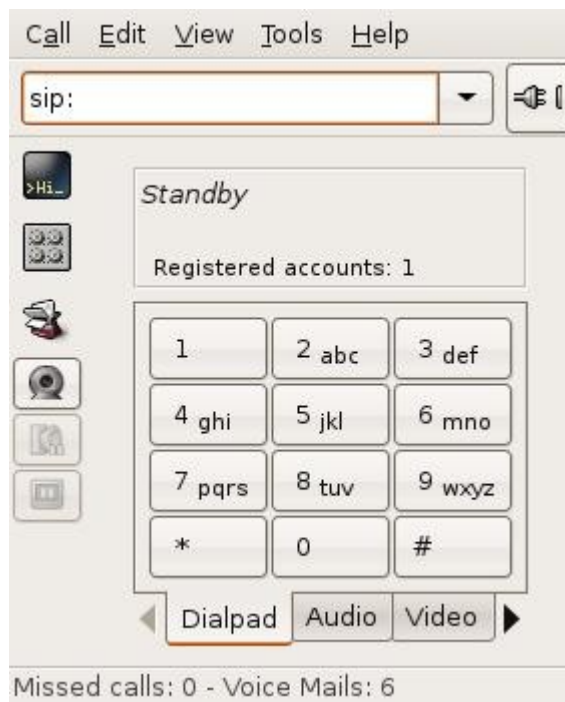 Call Edit View Tools Help
sip:
>Hi_
Standby
Registered accounts: 1
1 2 abc 3 def
4 ghi 5 jkl 6 mno
7 pqrs 8 tuv 9 wxyz
* 0 #
Dialpad Audio Video
Missed calls: 0 - Voice Mails: 6